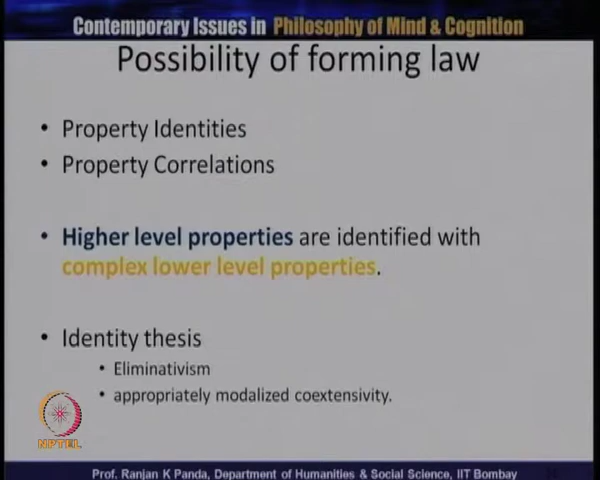 Contemporary Issues in Philosophy of Mind & Cognition
Possibility of forming law
• Property Identities
• Property Correlations
• Higher level properties are identified with
complex lower level properties.
• Identity thesis
• Eliminativism
• appropriately modalized coextensivity.
NPTEL
Prof. Ranjan K Panda, Department of Humanities & Social Science, IIT Bombay